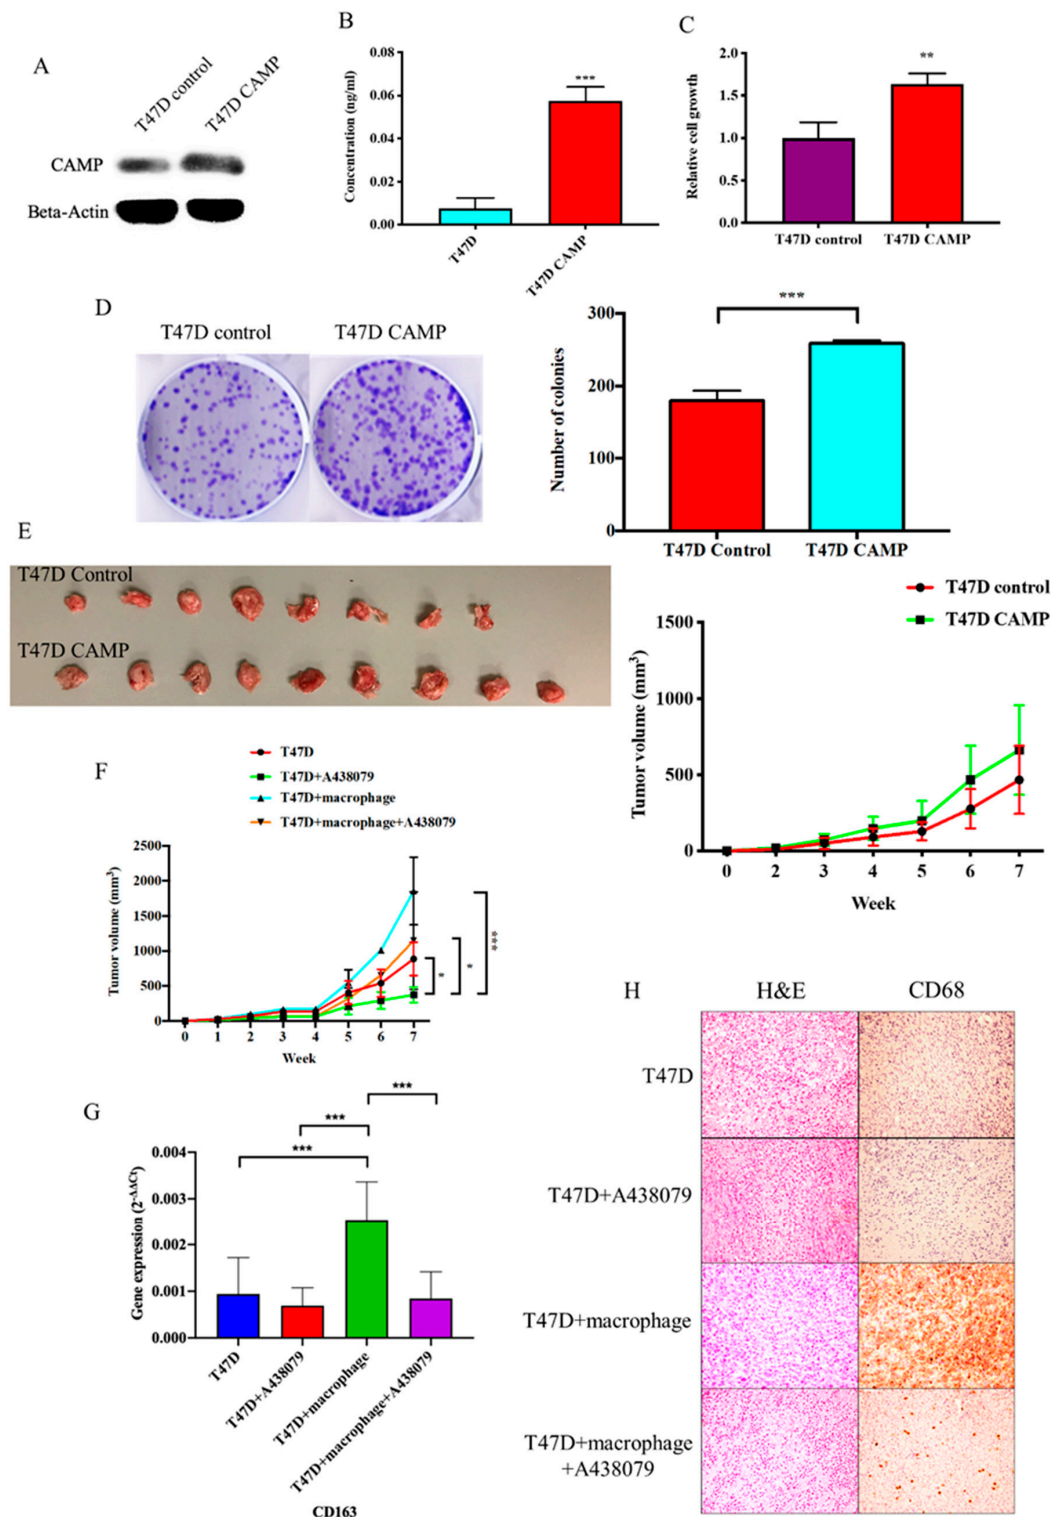 A
T47D control
T47D CAMP
CAMP
Beta-Actin
B
Concentration (ng/ml)
0.08
0.06
0.04
0.02
0.00
***
T47D
T47D CAMP
C
Relative cell growth
2.0
1.5
1.0
0.5
0.0
**
T47D control
T47D CAMP
D
T47D control
T47D CAMP
Number of colonies
300
200
100
0
***
T47D Control
T47D CAMP
E
T47D Control
T47D CAMP
T47D control
T47D CAMP
Tumor volume (mm³)
1500
1000
500
0
0
2
3
4
5
6
7
Week
F
T47D
T47D+A438079
T47D+macrophage
T47D+macrophage+A438079
Tumor volume (mm³)
2500
2000
1500
1000
500
0
0
1
2
3
4
5
6
7
Week
*
*
***
G
Gene expression (2^-ΔΔCt)
0.004
0.003
0.002
0.001
0.000
***
***
***
T47D
T47D+A438079
T47D+macrophage
T47D+macrophage+A438079
CD163
H
H&E
CD68
T47D
T47D+A438079
T47D+macrophage
T47D+macrophage
+A438079